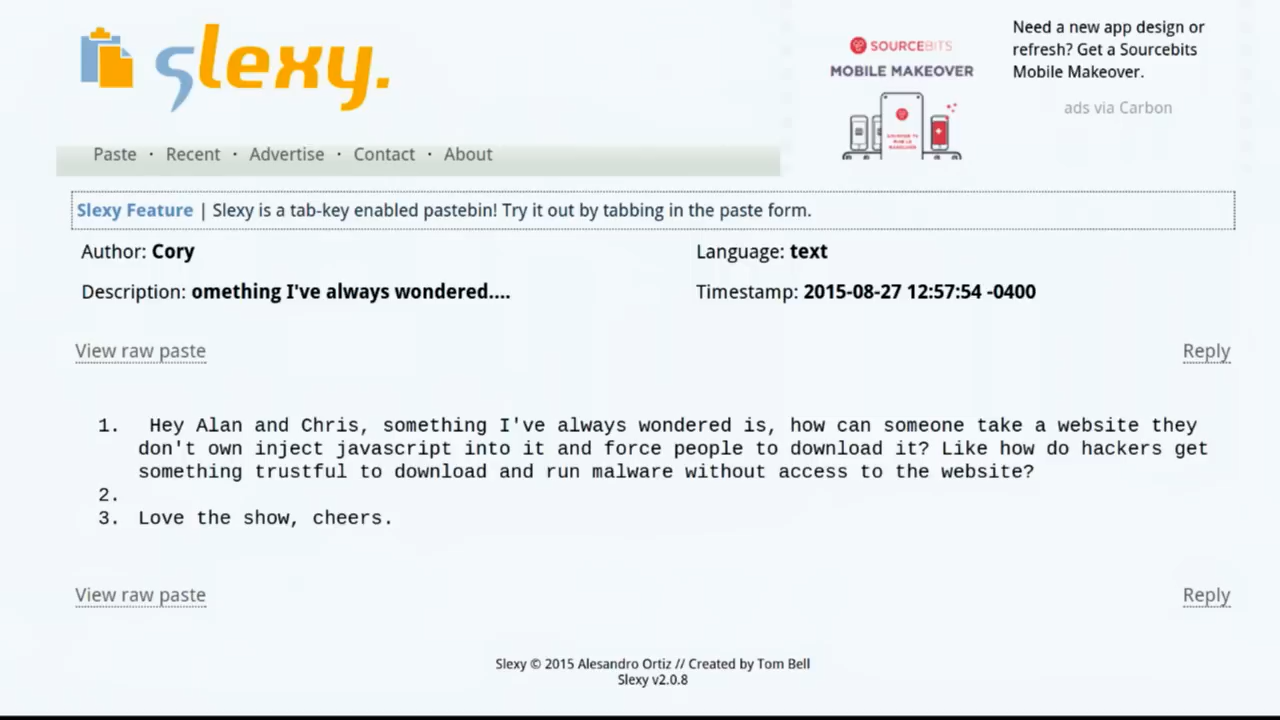 slexy.
SOURCEBITS
MOBILE MAKEOVER
Need a new app design or
refresh? Get a Sourcebits
Mobile Makeover.
ads via Carbon
Paste · Recent · Advertise · Contact · About
Slexy Feature | Slexy is a tab-key enabled pastebin! Try it out by tabbing in the paste form.
Author: Cory
Language: text
Description: omething I've always wondered....
Timestamp: 2015-08-27 12:57:54 -0400
View raw paste
Reply
1. Hey Alan and Chris, something I've always wondered is, how can someone take a website they
don't own inject javascript into it and force people to download it? Like how do hackers get
something trustful to download and run malware without access to the website?
2.
3. Love the show, cheers.
View raw paste
Reply
Slexy © 2015 Alesandro Ortiz // Created by Tom Bell
Slexy v2.0.8